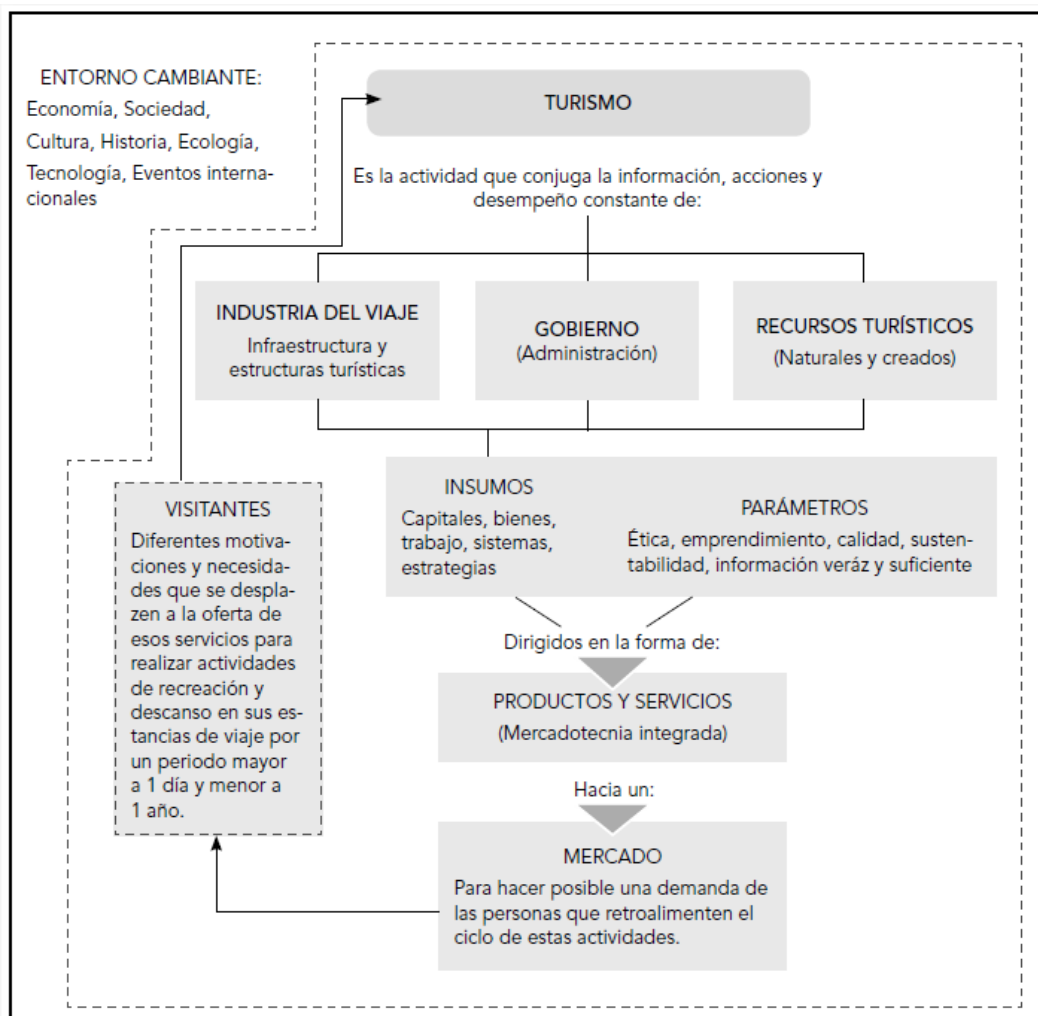 ENTORNO CAMBIANTE:
Economía, Sociedad,
Cultura, Historia, Ecología,
Tecnología, Eventos interna-
cionales
TURISMO
Es la actividad que conjuga la información, acciones y
desempeño constante de:
INDUSTRIA DEL VIAJE
Infraestructura y
estructuras turísticas
GOBIERNO
(Administración)
RECURSOS TURÍSTICOS
(Naturales y creados)
INSUMOS
Capitales, bienes,
trabajo, sistemas,
estrategias
PARÁMETROS
Ética, emprendimiento, calidad, susten-
tabilidad, información veráz y suficiente
Dirigidos en la forma de:
PRODUCTOS Y SERVICIOS
(Mercadotecnia integrada)
Hacia un:
MERCADO
Para hacer posible una demanda de
las personas que retroalimenten el
ciclo de estas actividades.
VISITANTES
Diferentes motiva-
ciones y necesida-
des que se despla-
zen a la oferta de
esos servicios para
realizar actividades
de recreación y
descanso en sus es-
tancias de viaje por
un periodo mayor
a 1 día y menor a
1 año.